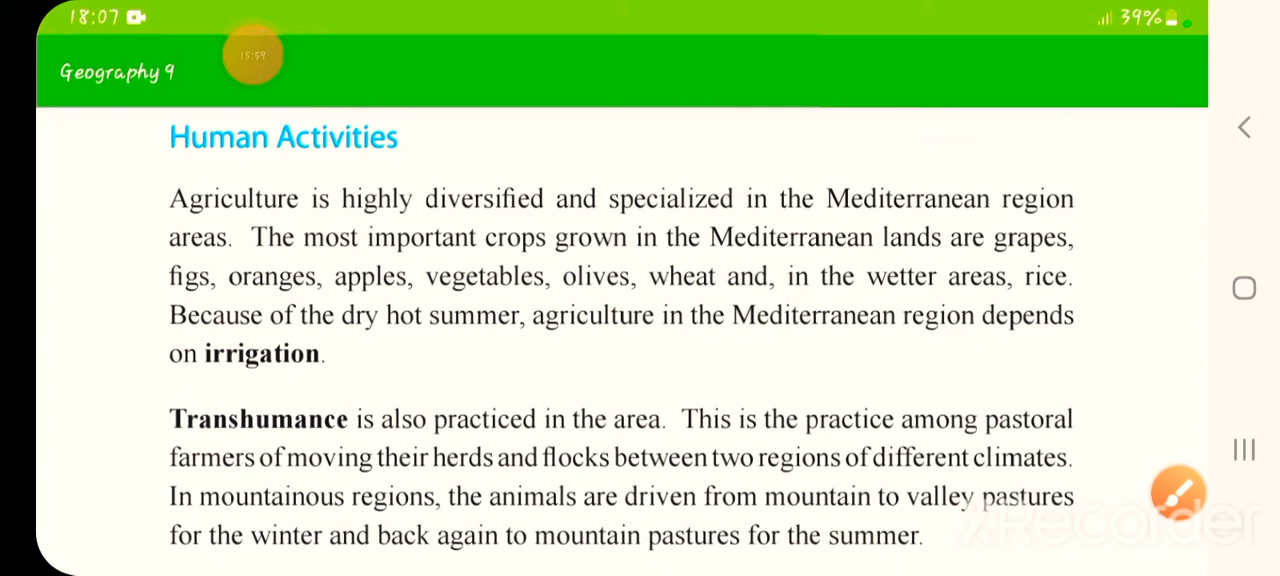 18:07 39%
15:59
Geography 9
Human Activities
Agriculture is highly diversified and specialized in the Mediterranean region
areas. The most important crops grown in the Mediterranean lands are grapes,
figs, oranges, apples, vegetables, olives, wheat and, in the wetter areas, rice.
Because of the dry hot summer, agriculture in the Mediterranean region depends
on irrigation.
Transhumance is also practiced in the area. This is the practice among pastoral
farmers of moving their herds and flocks between two regions of different climates.
In mountainous regions, the animals are driven from mountain to valley pastures
for the winter and back again to mountain pastures for the summer.
XRecorder